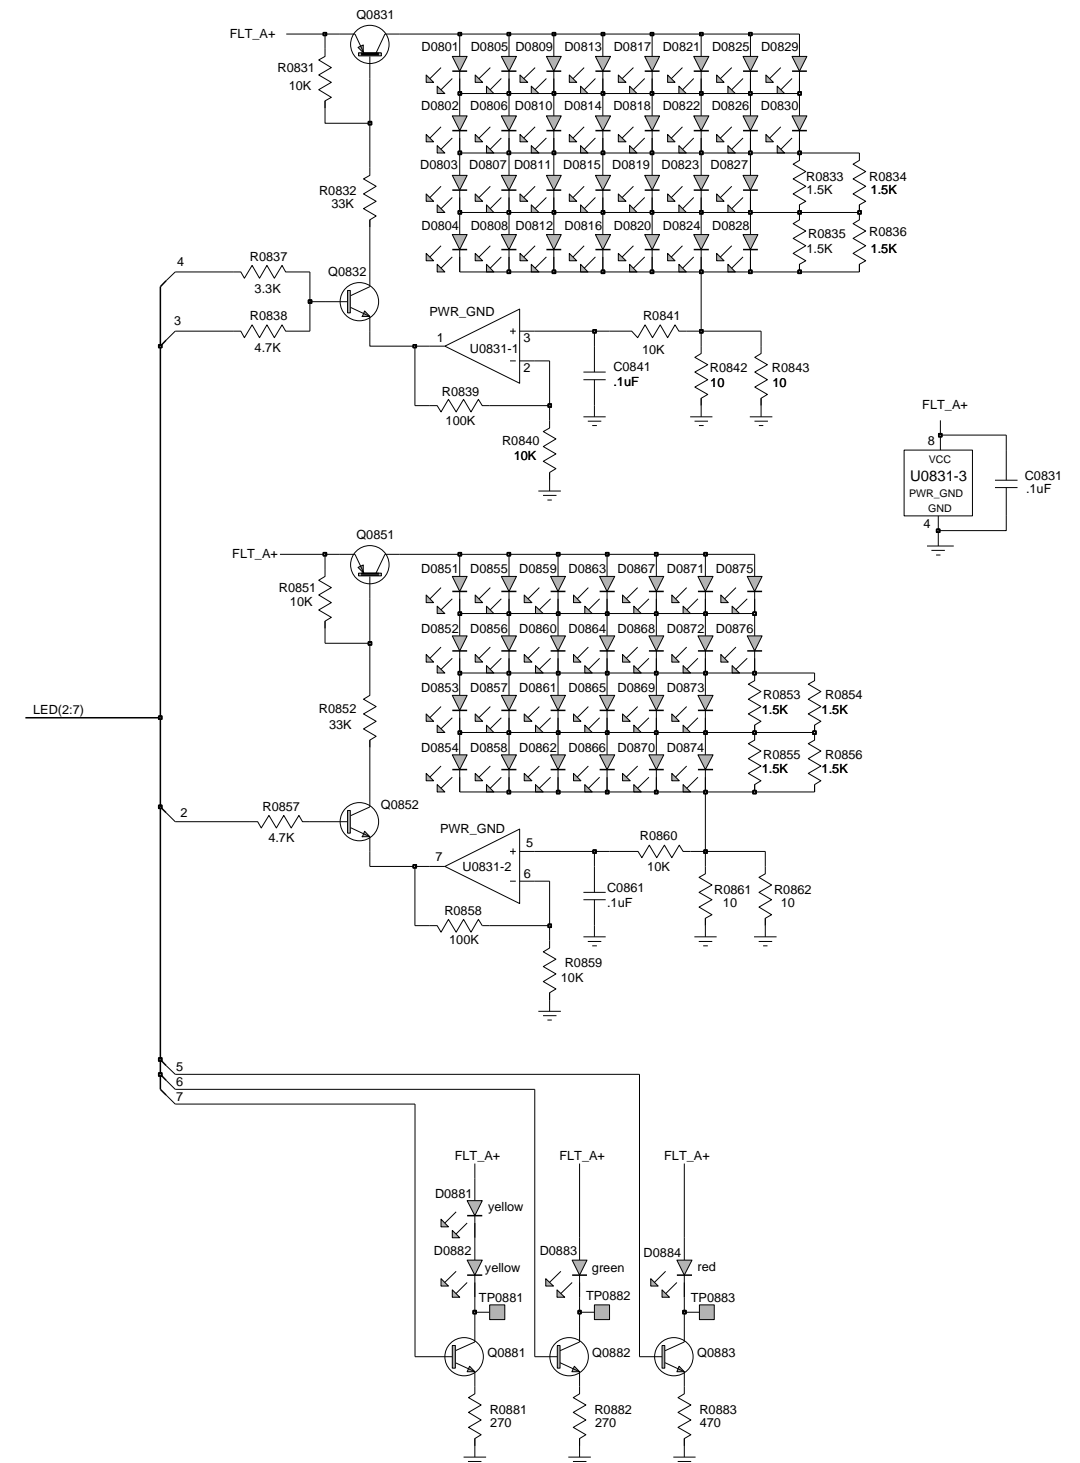 Q0831
FLT_A+
R0831
10K
D0801 D0805 D0809 D0813 D0817 D0821 D0825 D0829
D0802 D0806 D0810 D0814 D0818 D0822 D0826 D0830
D0803 D0807 D0811 D0815 D0819 D0823 D0827
R0833
1.5K
R0834
1.5K
R0832
33K
D0804 D0808 D0812 D0816 D0820 D0824 D0828
R0835
1.5K
R0836
1.5K
4
R0837
3.3K
Q0832
3
R0838
4.7K
PWR_GND
1
U0831-1
+
3
−
2
R0841
10K
C0841
.1uF
R0842
10
R0843
10
R0839
100K
R0840
10K
FLT_A+
8
VCC
U0831-3
PWR_GND
GND
4
C0831
.1uF
Q0851
FLT_A+
R0851
10K
D0851 D0855 D0859 D0863 D0867 D0871 D0875
D0852 D0856 D0860 D0864 D0868 D0872 D0876
D0853 D0857 D0861 D0865 D0869 D0873
R0853
1.5K
R0854
1.5K
LED(2:7)
R0852
33K
D0854 D0858 D0862 D0866 D0870 D0874
R0855
1.5K
R0856
1.5K
2
R0857
4.7K
Q0852
PWR_GND
7
U0831-2
+
5
−
6
R0860
10K
C0861
.1uF
R0861
10
R0862
10
R0858
100K
R0859
10K
5
6
7
FLT_A+ FLT_A+ FLT_A+
D0881
yellow
D0882
yellow
D0883
green
D0884
red
TP0881 TP0882 TP0883
Q0881 Q0882 Q0883
R0881
270
R0882
270
R0883
470